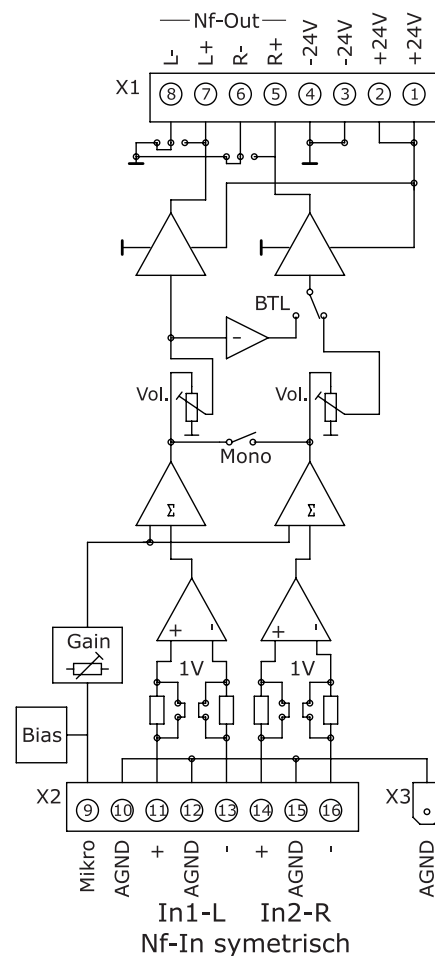 Nf-Out
L- L+ R- R+ -24V -24V +24V +24V
X1 8 7 6 5 4 3 2 1
BTL
-
Vol. Vol.
Mono
Σ Σ
+ - + -
Gain
1V 1V
Bias
X2 9 10 11 12 13 14 15 16 X3
Mikro AGND + AGND - + AGND - AGND
In1-L In2-R
Nf-In symetrisch